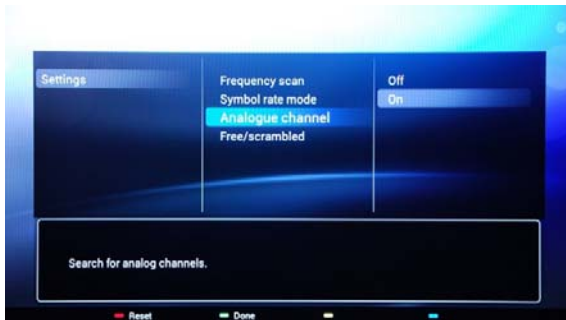 Settings
Frequency scan
Symbol rate mode
Analogue channel
Free/scrambled
Off
On
Search for analog channels.
Reset
Done